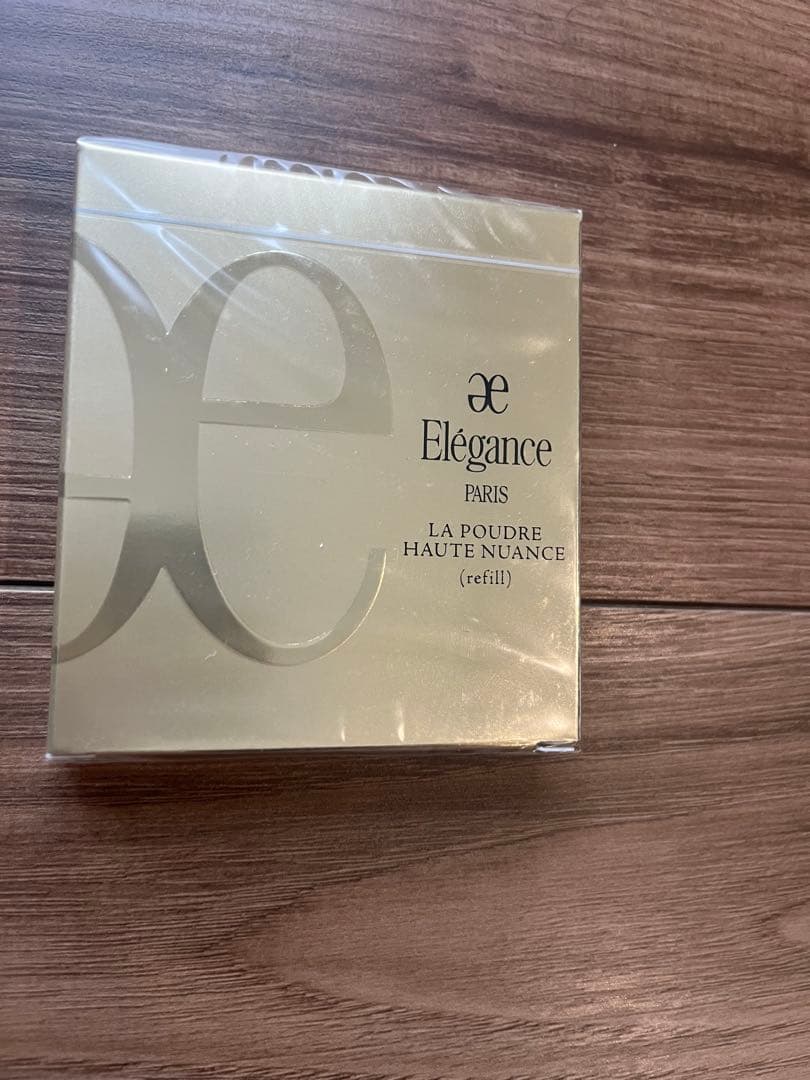 æ
Elégance
PARIS
LA POUDRE
HAUTE NUANCE
(refill)